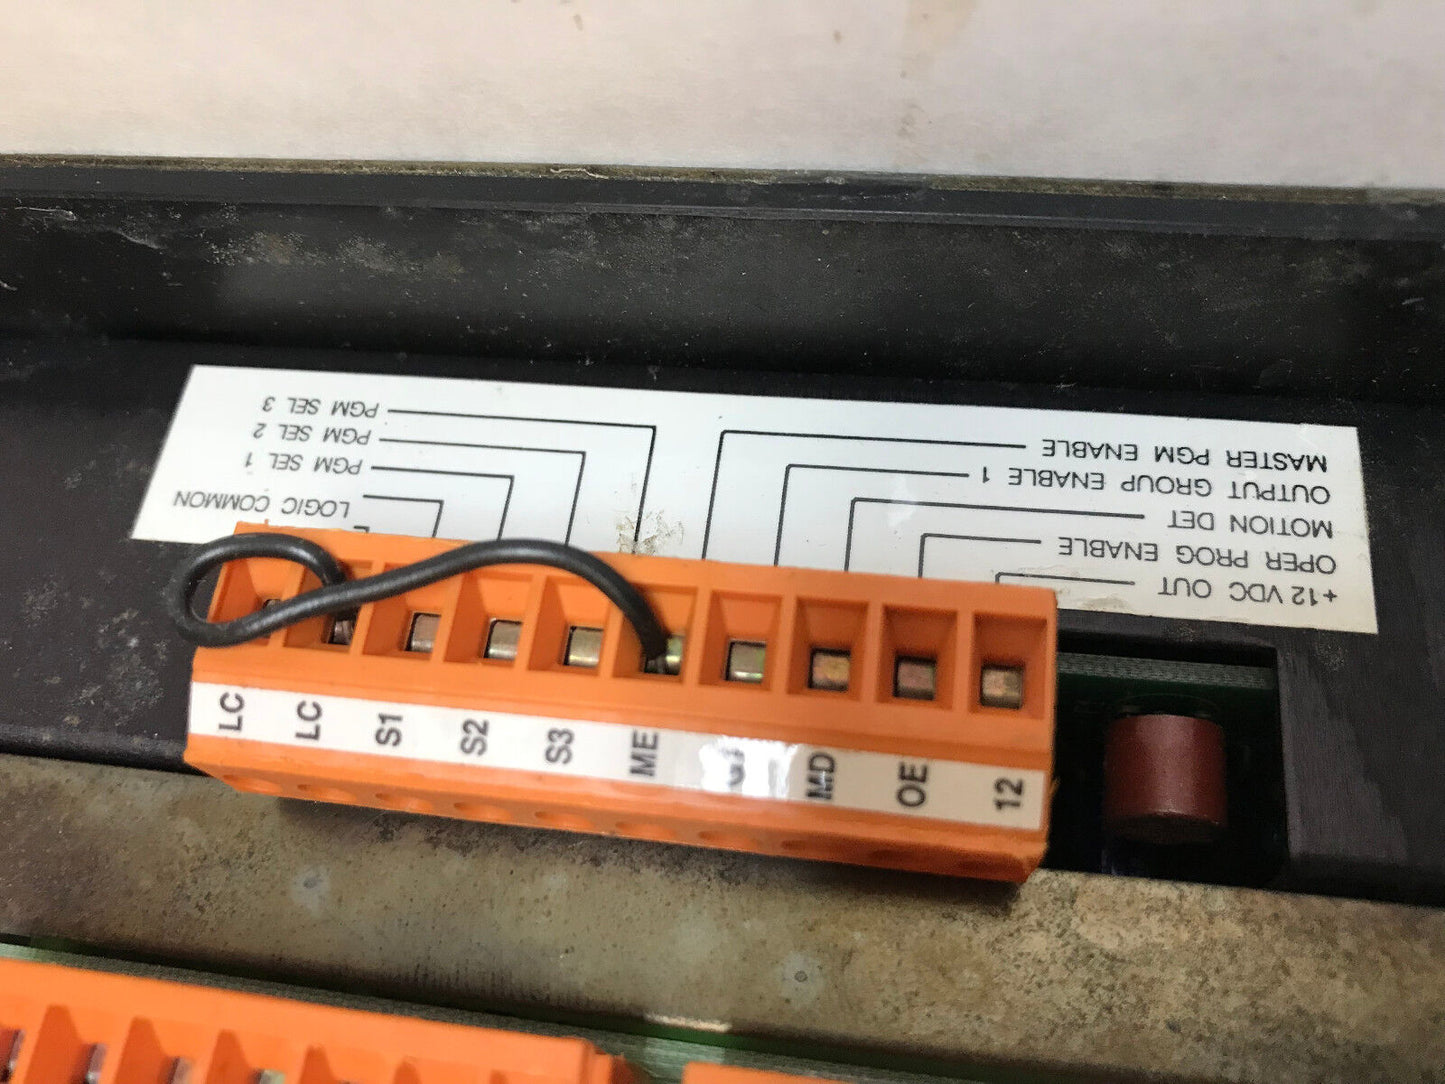 PGM SEL 3
PGM SEL 2
PGM SEL 1
LOGIC COMMON
MASTER PGM ENABLE
OUTPUT GROUP ENABLE 1
MOTION DET
OPER PROG ENABLE
+12 VDC OUT
LC
LC
S1
S2
S3
ME
MD
OE
12